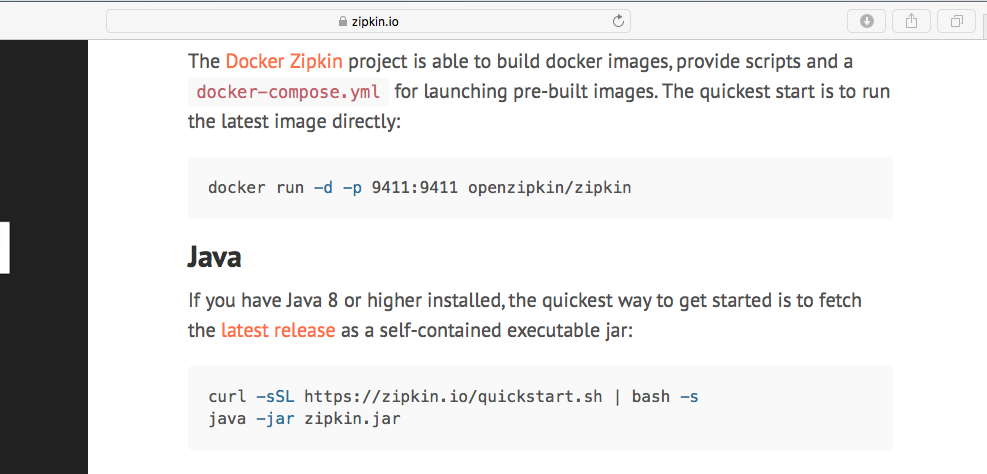 zipkin.io
The Docker Zipkin project is able to build docker images, provide scripts and a
docker-compose.yml for launching pre-built images. The quickest start is to run
the latest image directly:
docker run -d -p 9411:9411 openzipkin/zipkin
Java
If you have Java 8 or higher installed, the quickest way to get started is to fetch
the latest release as a self-contained executable jar:
curl -sSL https://zipkin.io/quickstart.sh | bash -s
java -jar zipkin.jar